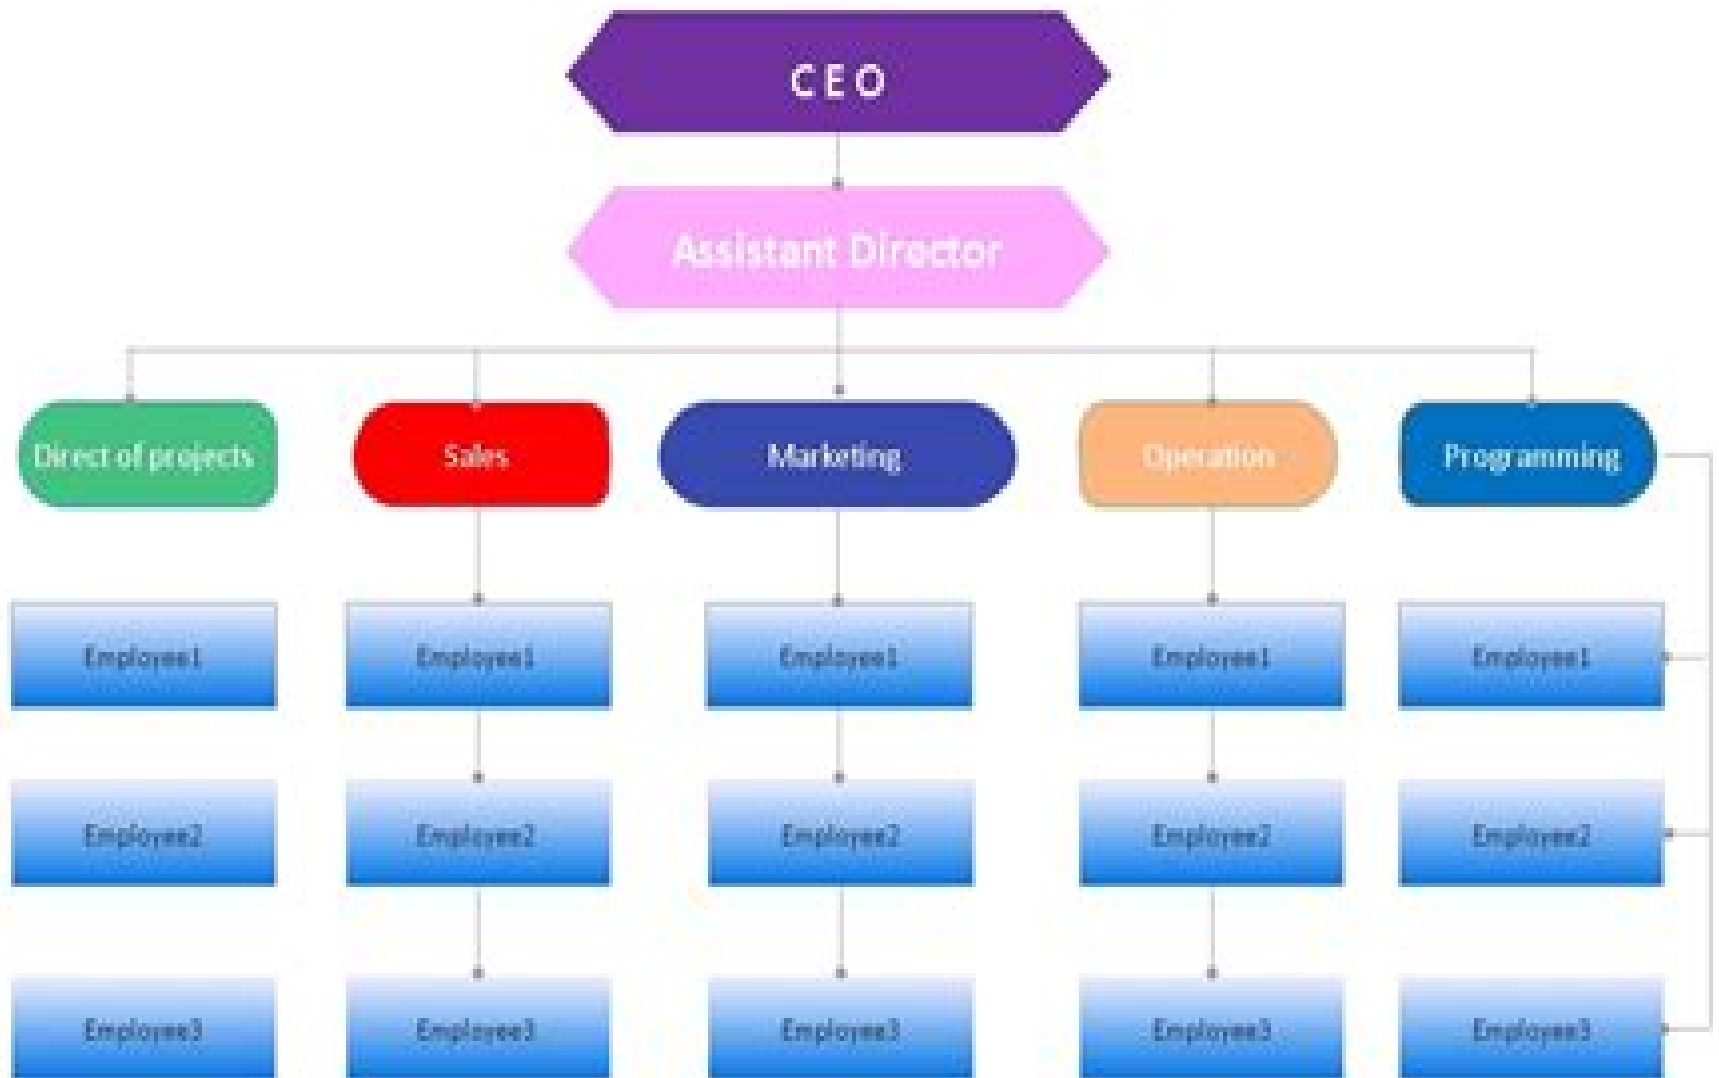 CEO
Assistant Director
Direct of projects
Sales
Marketing
Operation
Programming
Employee1
Employee1
Employee1
Employee1
Employee1
Employee2
Employee2
Employee2
Employee2
Employee2
Employee3
Employee3
Employee3
Employee3
Employee3